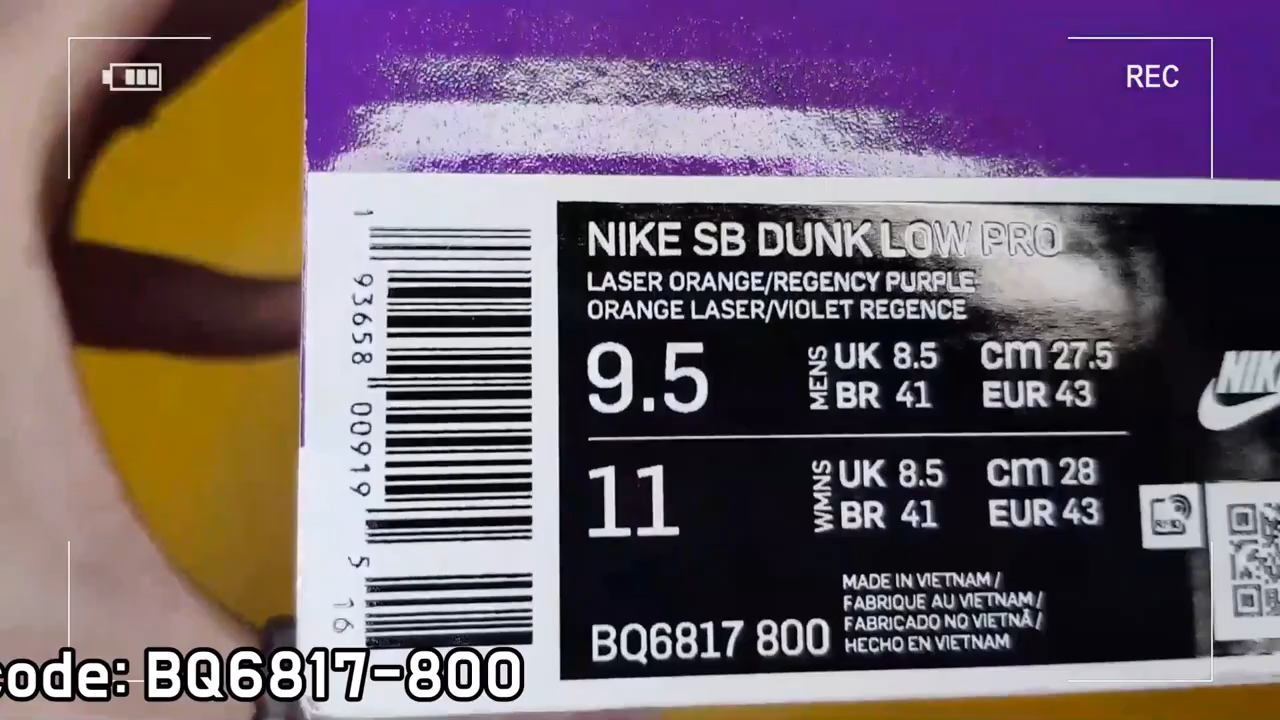 REC
NIKE SB DUNK LOW PRO
LASER ORANGE/REGENCY PURPLE
ORANGE LASER/VIOLET REGENCE
9.5
MENS
UK 8.5 cm 27.5
BR 41 EUR 43
11
WMNS
UK 8.5 cm 28
BR 41 EUR 43
NIKE
BQ6817 800
MADE IN VIETNAM /
FABRIQUE AU VIETNAM /
FABRICADO NO VIETNÃ /
HECHO EN VIETNAM
1 93658 00919 5 16
code: BQ6817-800